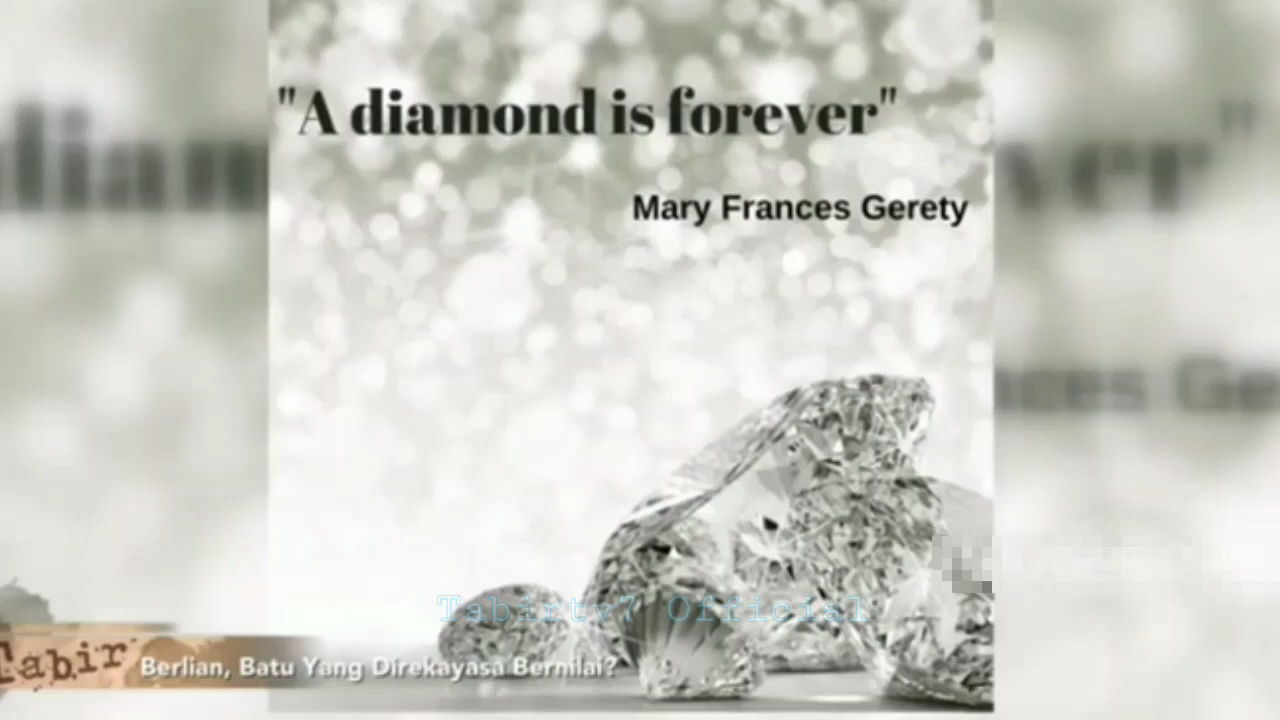 "A diamond is forever"
Mary Frances Gerety
Tabirtv7 Official
Tabir
Berlian, Batu Yang Direkayasa Bernilai?